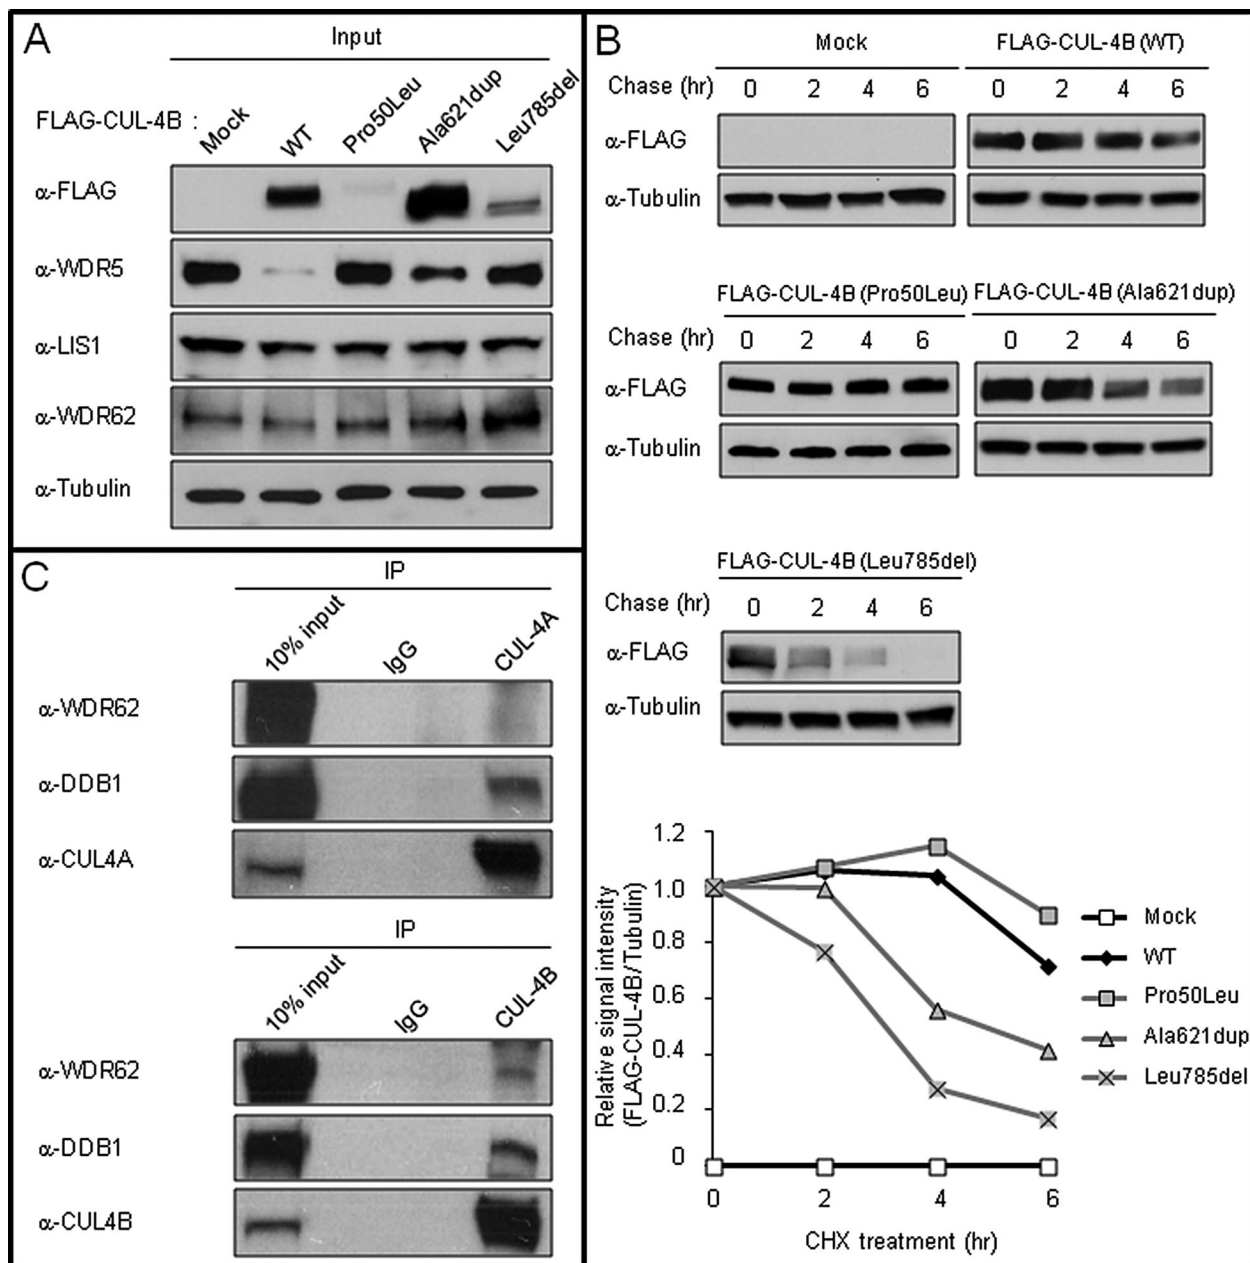 A
Input
FLAG-CUL-4B :
Mock
WT
Pro50Leu
Ala621dup
Leu785del
α-FLAG
α-WDR5
α-LIS1
α-WDR62
α-Tubulin
B
Mock
FLAG-CUL-4B (WT)
Chase (hr) 0 2 4 6 0 2 4 6
α-FLAG
α-Tubulin
FLAG-CUL-4B (Pro50Leu) FLAG-CUL-4B (Ala621dup)
Chase (hr) 0 2 4 6 0 2 4 6
α-FLAG
α-Tubulin
FLAG-CUL-4B (Leu785del)
Chase (hr) 0 2 4 6
α-FLAG
α-Tubulin
Relative signal intensity
(FLAG-CUL-4B/Tubulin)
1.2
1.0
0.8
0.6
0.4
0.2
0
0 2 4 6
CHX treatment (hr)
Mock
WT
Pro50Leu
Ala621dup
Leu785del
C
IP
10% input
IgG
CUL-4A
α-WDR62
α-DDB1
α-CUL4A
IP
10% input
IgG
CUL-4B
α-WDR62
α-DDB1
α-CUL4B